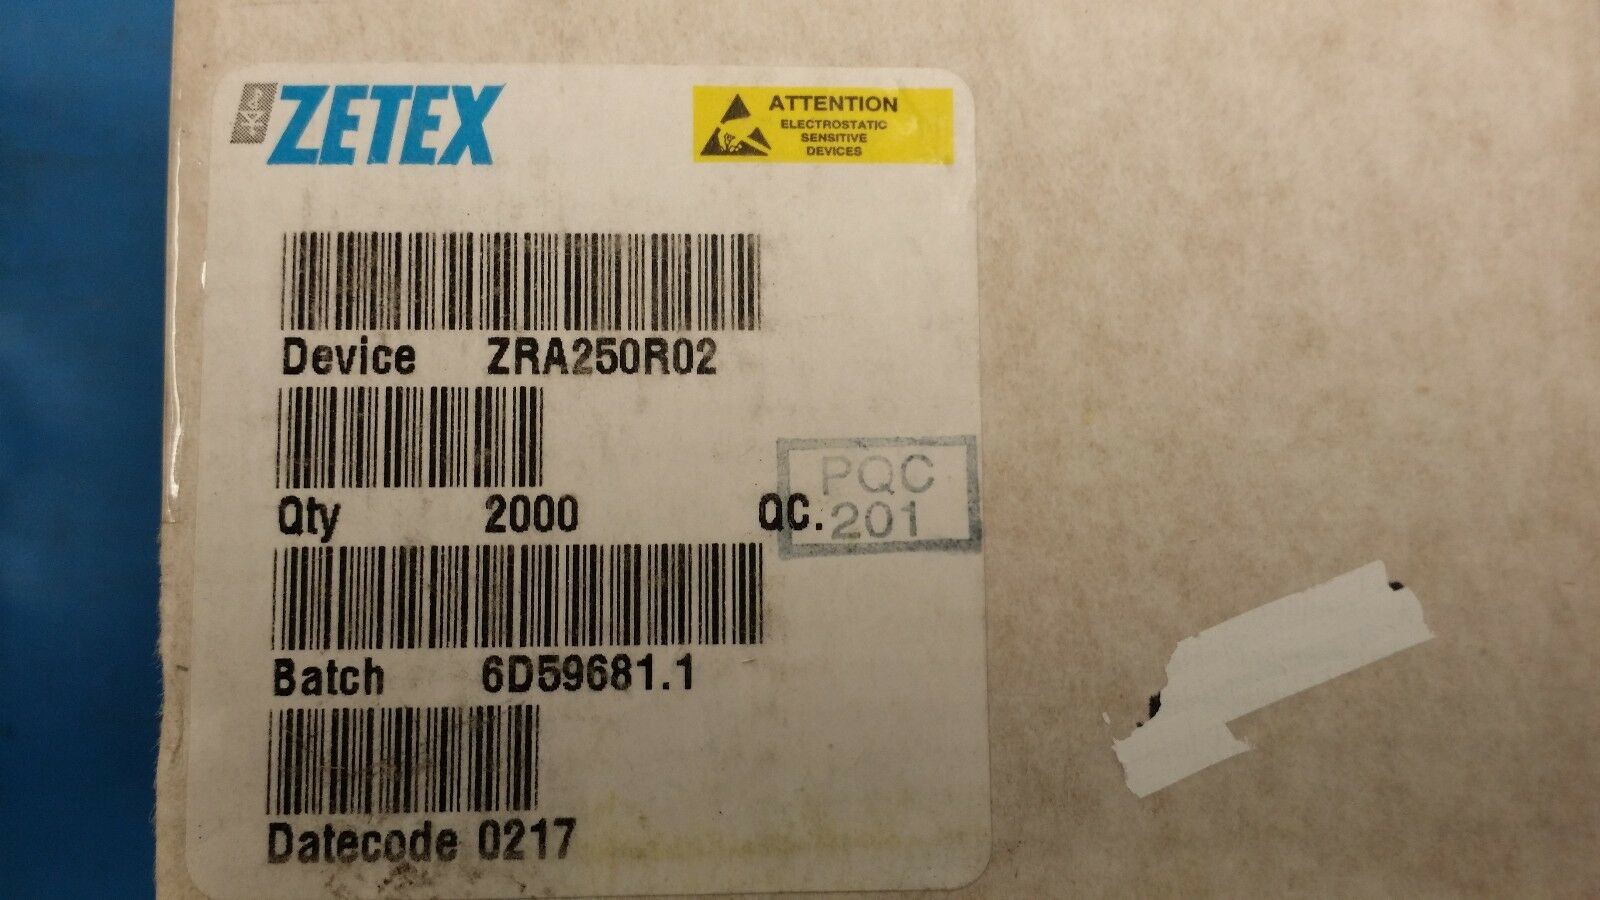 ZETEX
ATTENTION
ELECTROSTATIC
SENSITIVE
DEVICES
Device ZRA250R02
Qty 2000 QC.
PQC
201
Batch 6D59681.1
Datecode 0217